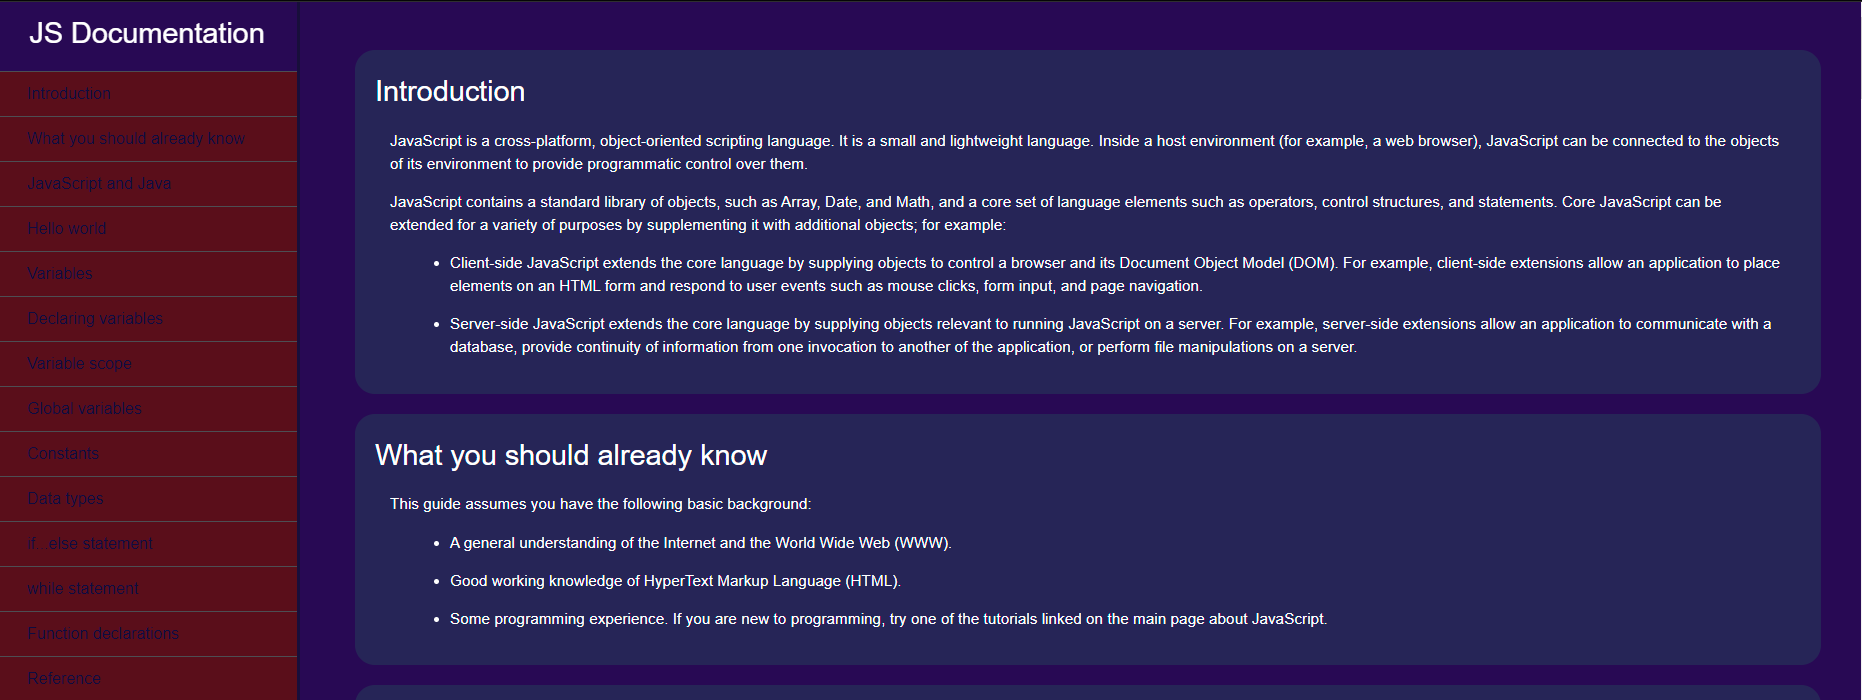 JS Documentation
Introduction
What you should already know
JavaScript and Java
Hello world
Variables
Declaring variables
Variable scope
Global variables
Constants
Data types
if...else statement
while statement
Function declarations
Reference
Introduction
JavaScript is a cross-platform, object-oriented scripting language. It is a small and lightweight language. Inside a host environment (for example, a web browser), JavaScript can be connected to the objects
of its environment to provide programmatic control over them.
JavaScript contains a standard library of objects, such as Array, Date, and Math, and a core set of language elements such as operators, control structures, and statements. Core JavaScript can be
extended for a variety of purposes by supplementing it with additional objects; for example:
• Client-side JavaScript extends the core language by supplying objects to control a browser and its Document Object Model (DOM). For example, client-side extensions allow an application to place
elements on an HTML form and respond to user events such as mouse clicks, form input, and page navigation.
• Server-side JavaScript extends the core language by supplying objects relevant to running JavaScript on a server. For example, server-side extensions allow an application to communicate with a
database, provide continuity of information from one invocation to another of the application, or perform file manipulations on a server.
What you should already know
This guide assumes you have the following basic background:
• A general understanding of the Internet and the World Wide Web (WWW).
• Good working knowledge of HyperText Markup Language (HTML).
• Some programming experience. If you are new to programming, try one of the tutorials linked on the main page about JavaScript.